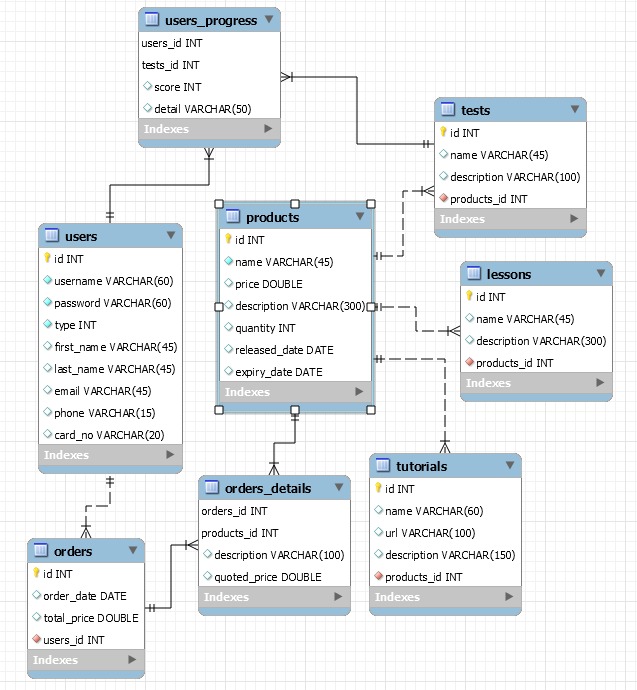 users_progress
users_id INT
tests_id INT
score INT
detail VARCHAR(50)
Indexes
tests
id INT
name VARCHAR(45)
description VARCHAR(100)
products_id INT
Indexes
users
id INT
username VARCHAR(60)
password VARCHAR(60)
type INT
first_name VARCHAR(45)
last_name VARCHAR(45)
email VARCHAR(45)
phone VARCHAR(15)
card_no VARCHAR(20)
Indexes
products
id INT
name VARCHAR(45)
price DOUBLE
description VARCHAR(300)
quantity INT
released_date DATE
expiry_date DATE
Indexes
lessons
id INT
name VARCHAR(45)
description VARCHAR(300)
products_id INT
Indexes
orders
id INT
order_date DATE
total_price DOUBLE
users_id INT
Indexes
orders_details
orders_id INT
products_id INT
description VARCHAR(100)
quoted_price DOUBLE
Indexes
tutorials
id INT
name VARCHAR(60)
url VARCHAR(100)
description VARCHAR(150)
products_id INT
Indexes